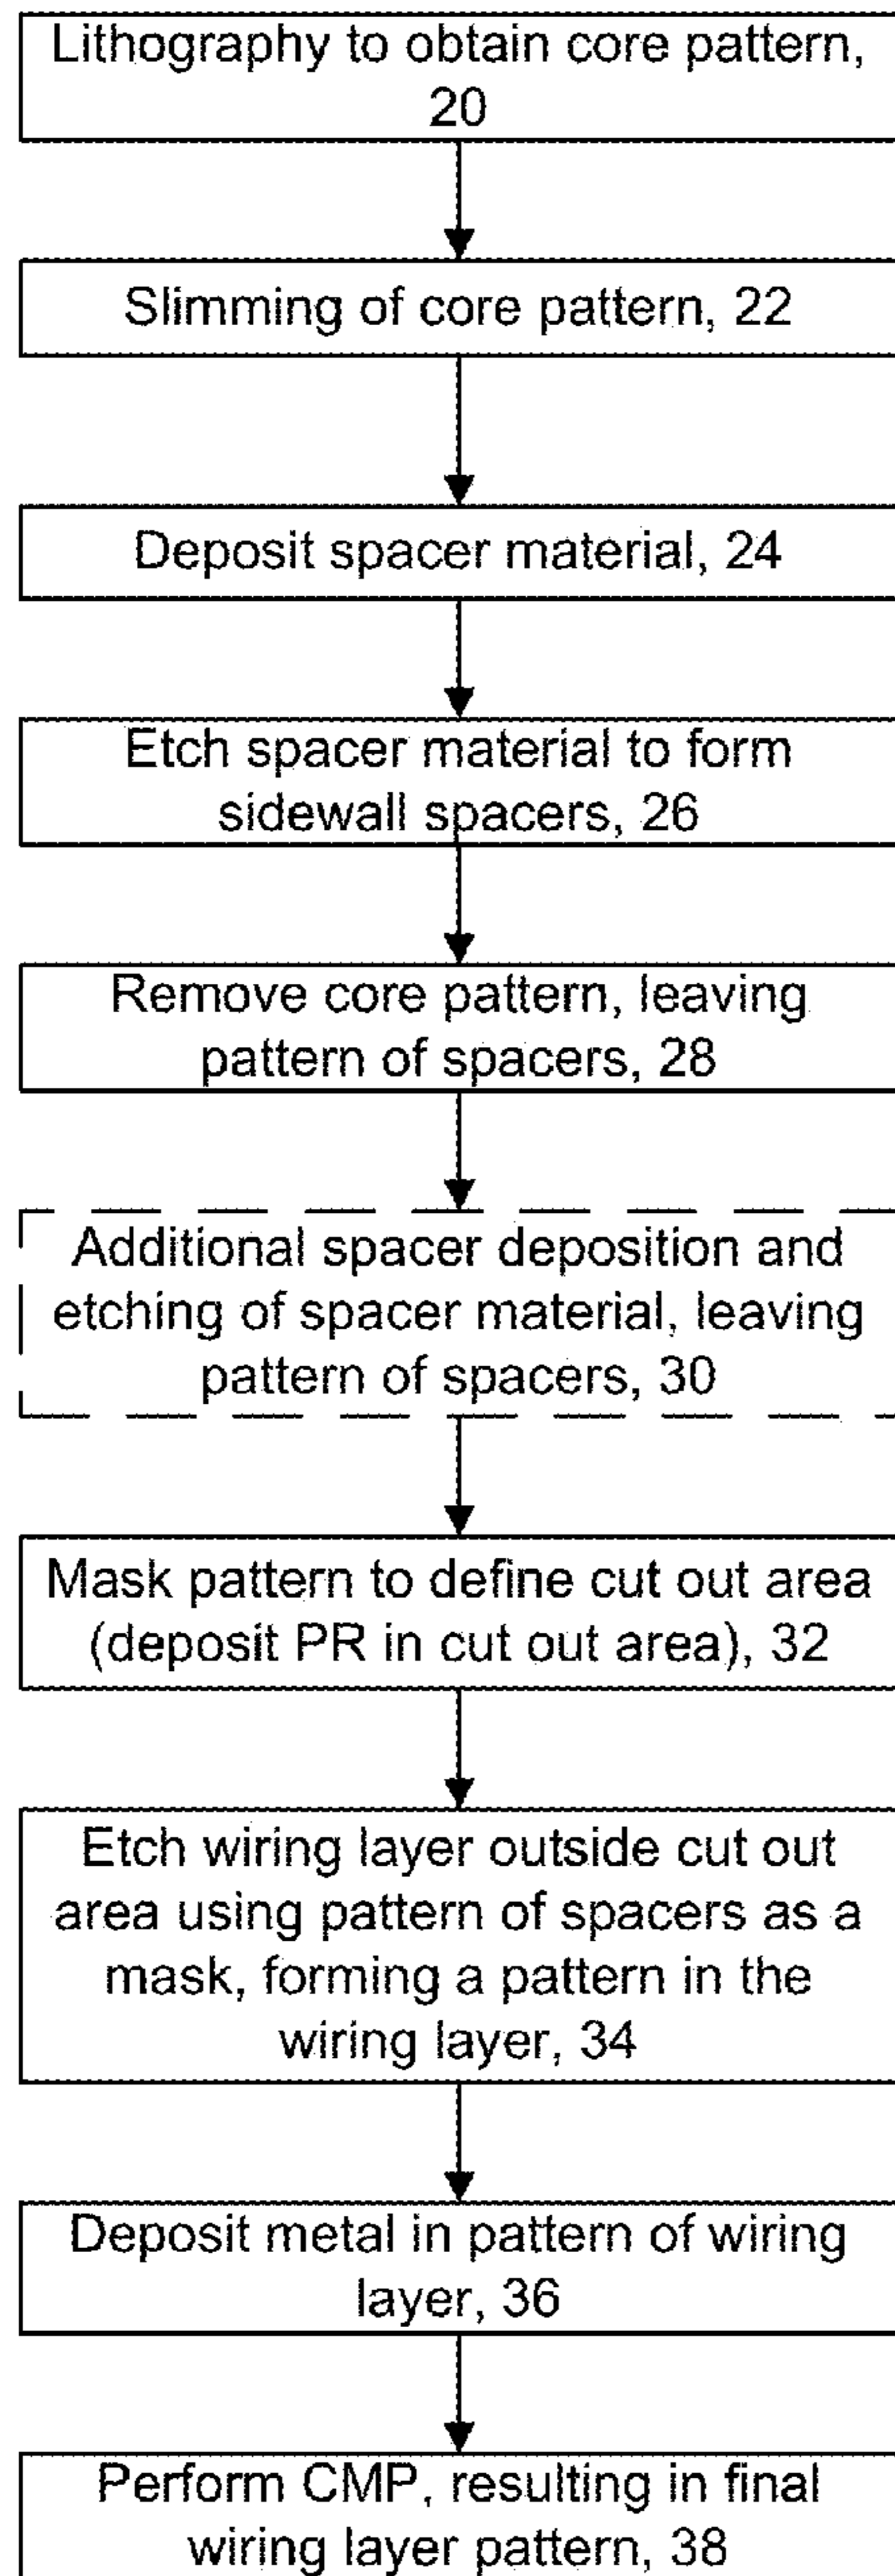 Lithography to obtain core pattern,
20
Slimming of core pattern, 22
Deposit spacer material, 24
Etch spacer material to form
sidewall spacers, 26
Remove core pattern, leaving
pattern of spacers, 28
Additional spacer deposition and
etching of spacer material, leaving
pattern of spacers, 30
Mask pattern to define cut out area
(deposit PR in cut out area), 32
Etch wiring layer outside cut out
area using pattern of spacers as a
mask, forming a pattern in the
wiring layer, 34
Deposit metal in pattern of wiring
layer, 36
Perform CMP, resulting in final
wiring layer pattern, 38